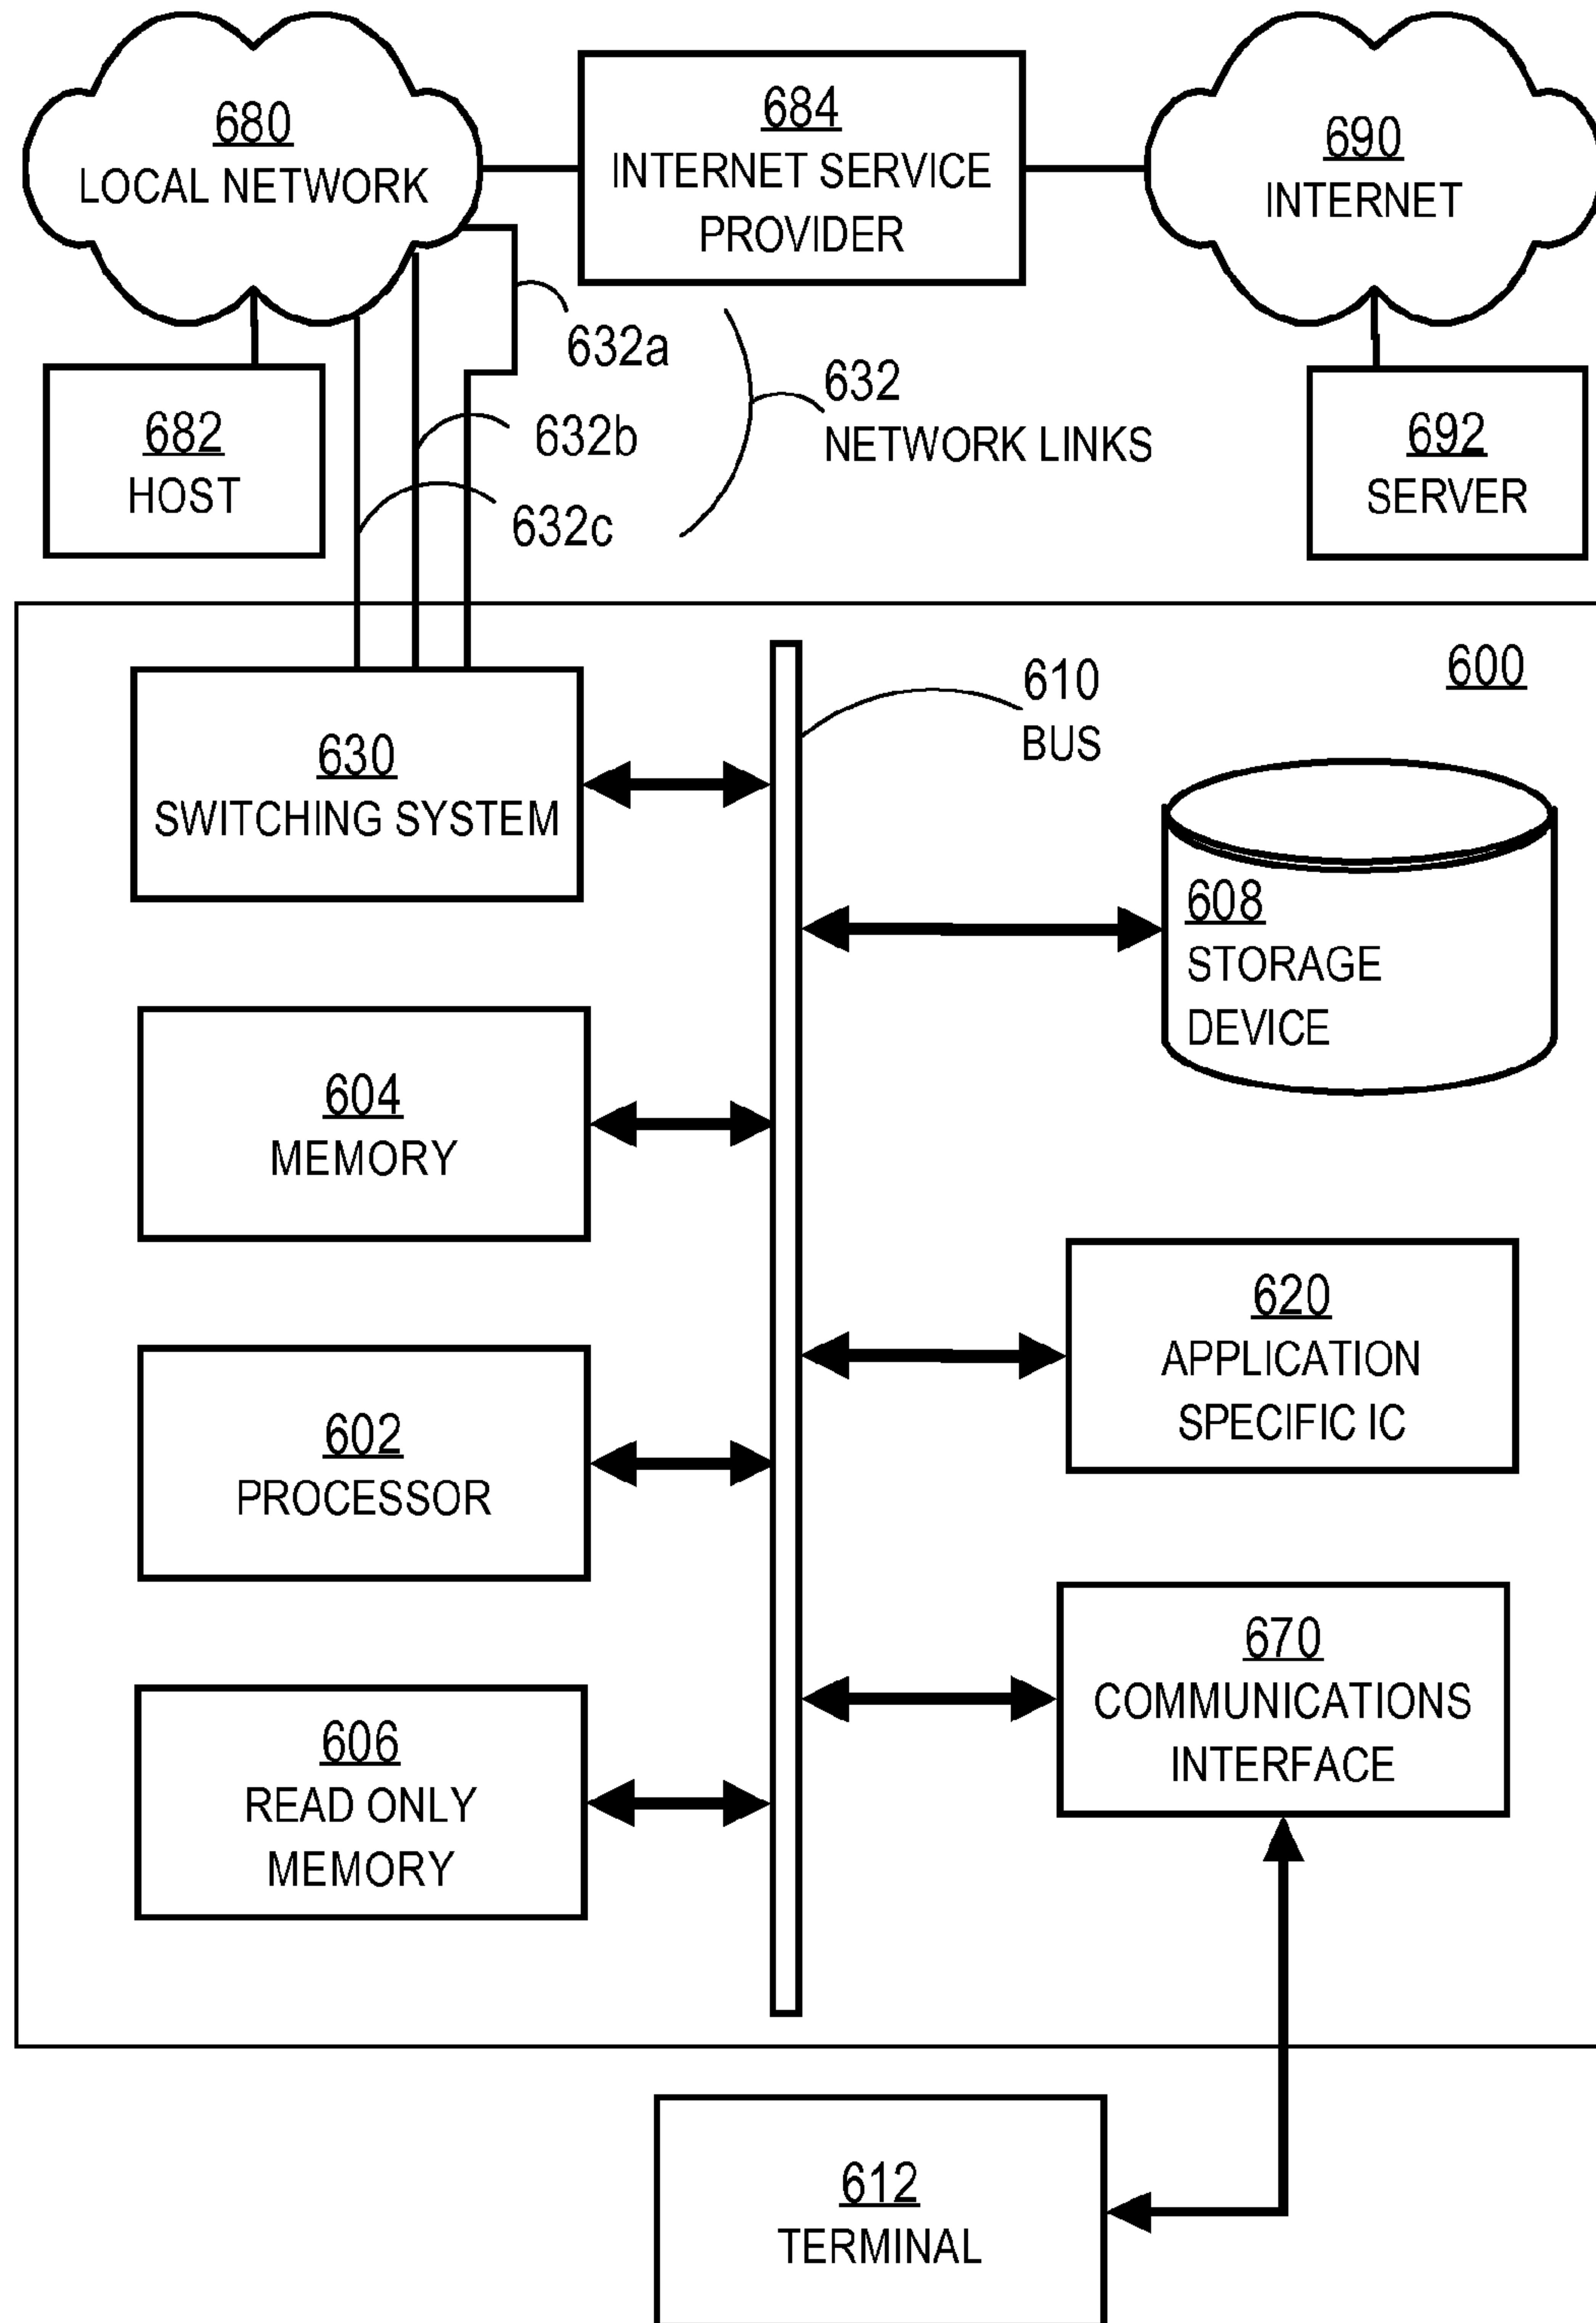 680
LOCAL NETWORK
684
INTERNET SERVICE
PROVIDER
690
INTERNET
632a
632
NETWORK LINKS
632b
632c
682
HOST
692
SERVER
600
610
BUS
630
SWITCHING SYSTEM
608
STORAGE
DEVICE
604
MEMORY
620
APPLICATION
SPECIFIC IC
602
PROCESSOR
670
COMMUNICATIONS
INTERFACE
606
READ ONLY
MEMORY
612
TERMINAL